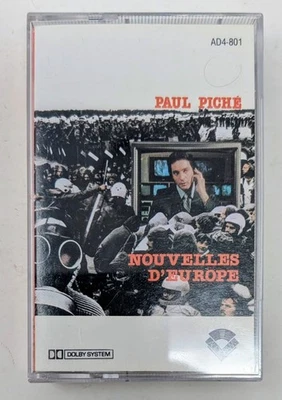 AD4-801
PAUL PICHÉ
NOUVELLES
D'EUROPE
DOLBY SYSTEM